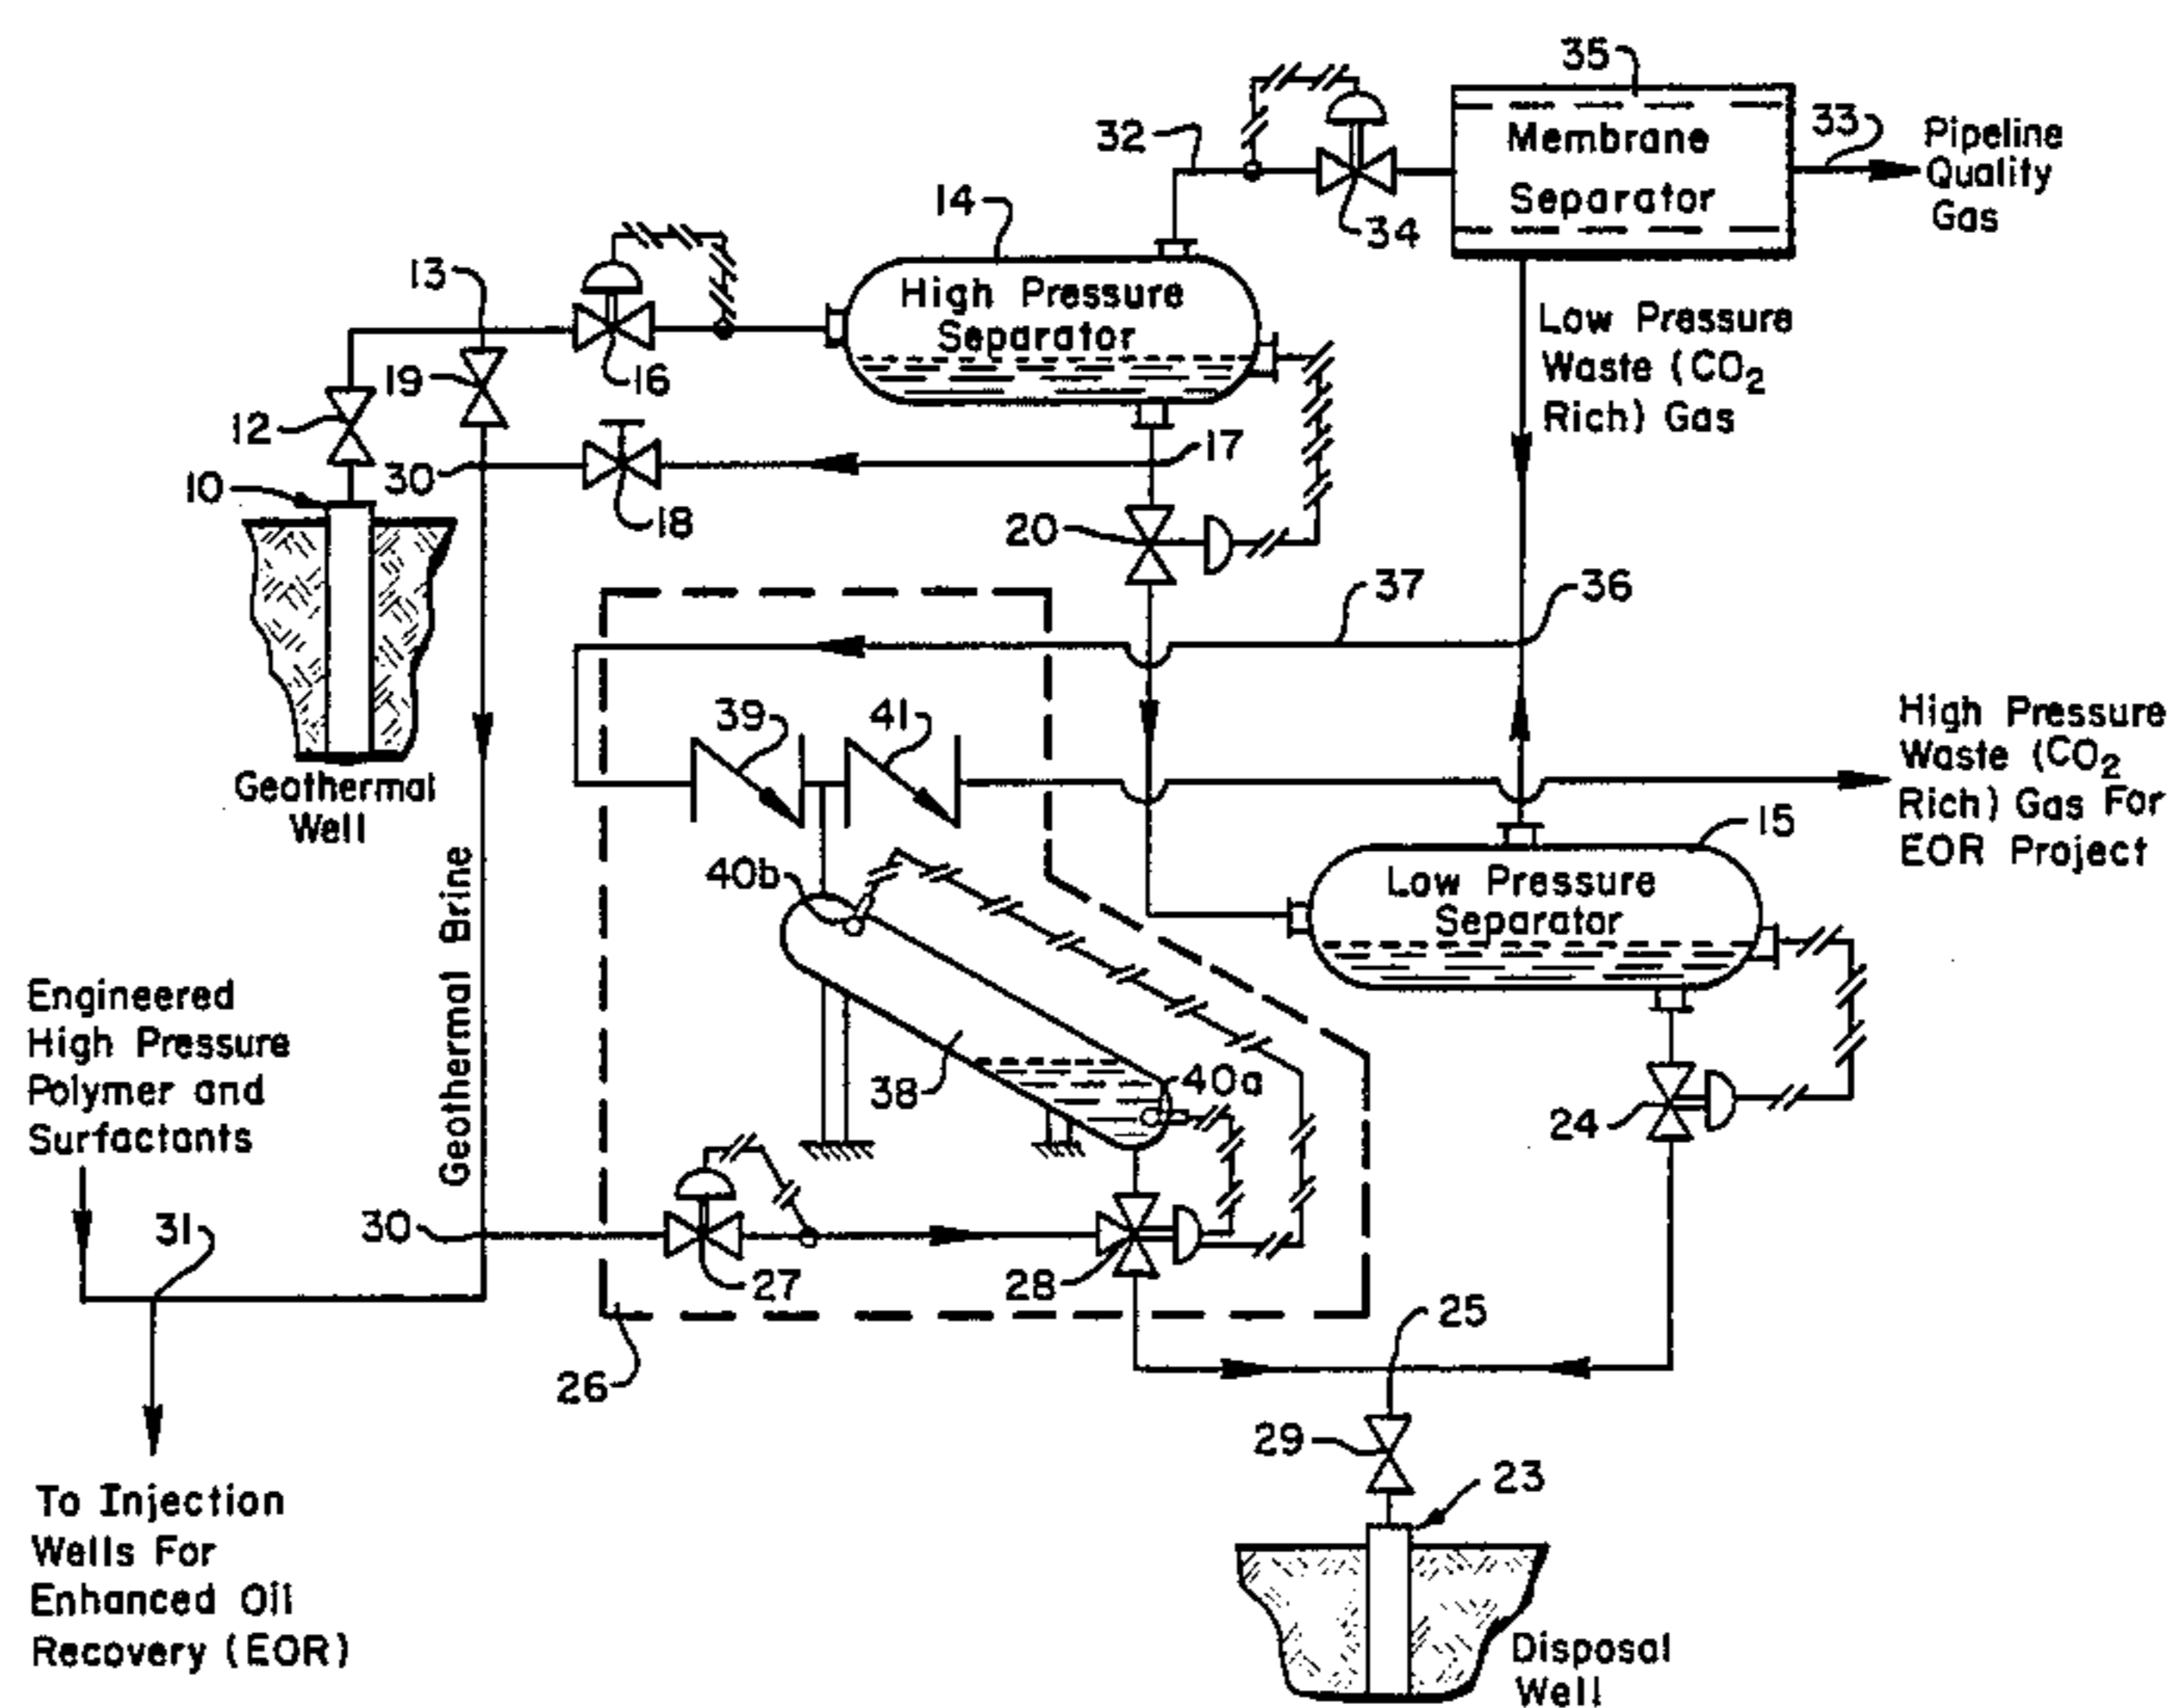 35
Membrane
Separator
33
Pipeline
Quality
Gas
32
34
14
High Pressure
Separator
13
16
19
12
Low Pressure
Waste (CO2
Rich) Gas
30
17
10
18
20
37
36
39
41
Geothermal
Well
High Pressure
Waste (CO2
Rich) Gas For
EOR Project
15
Low Pressure
Separator
40b
Geothermal Brine
Engineered
High Pressure
Polymer and
Surfactants
38
40a
24
31
30
27
28
25
26
29
23
To Injection
Wells For
Enhanced Oil
Recovery (EOR)
Disposal
Well